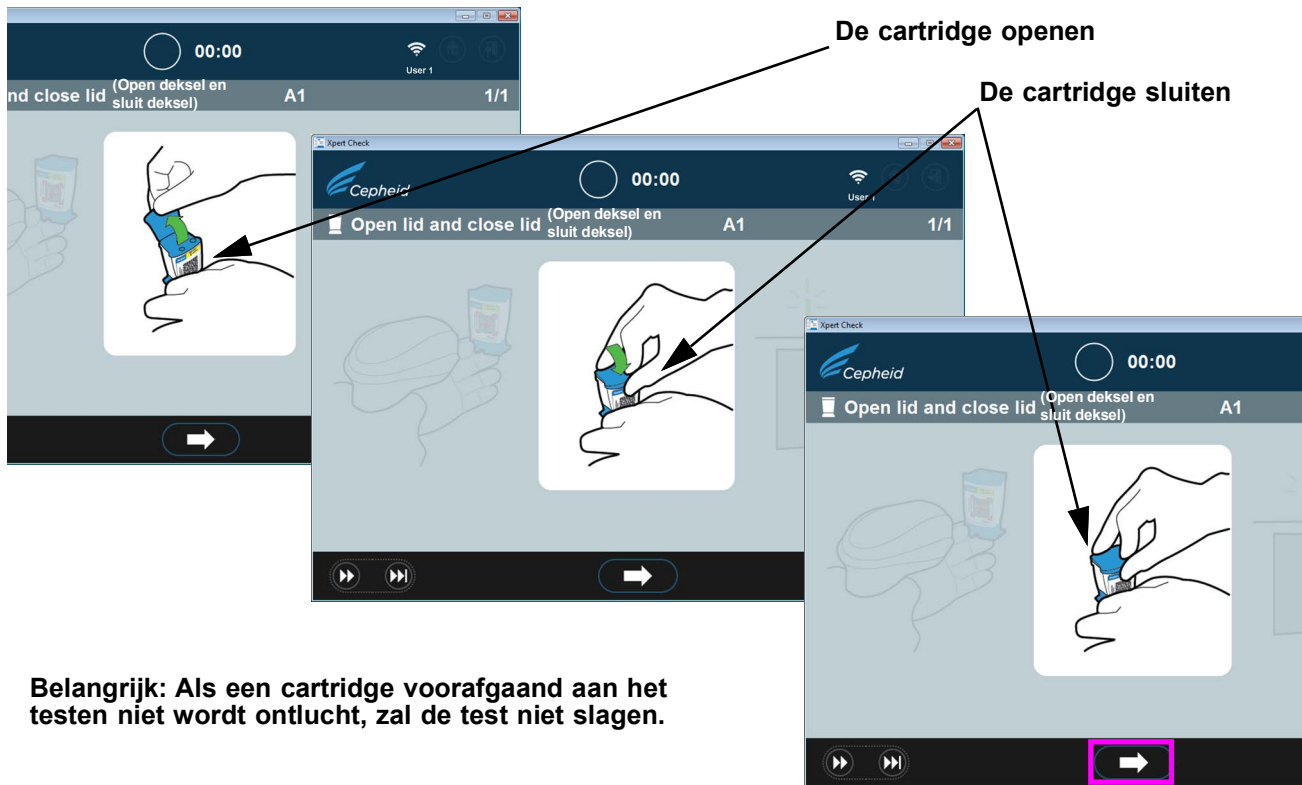 De cartridge openen
De cartridge sluiten
00:00
User 1
nd close lid (Open deksel en sluit deksel) A1 1/1
Xpert Check
Cepheid
00:00
User 1
Open lid and close lid (Open deksel en sluit deksel) A1 1/1
Xpert Check
Cepheid
00:00
Open lid and close lid (Open deksel en sluit deksel) A1
Belangrijk: Als een cartridge voorafgaand aan het
testen niet wordt ontlucht, zal de test niet slagen.